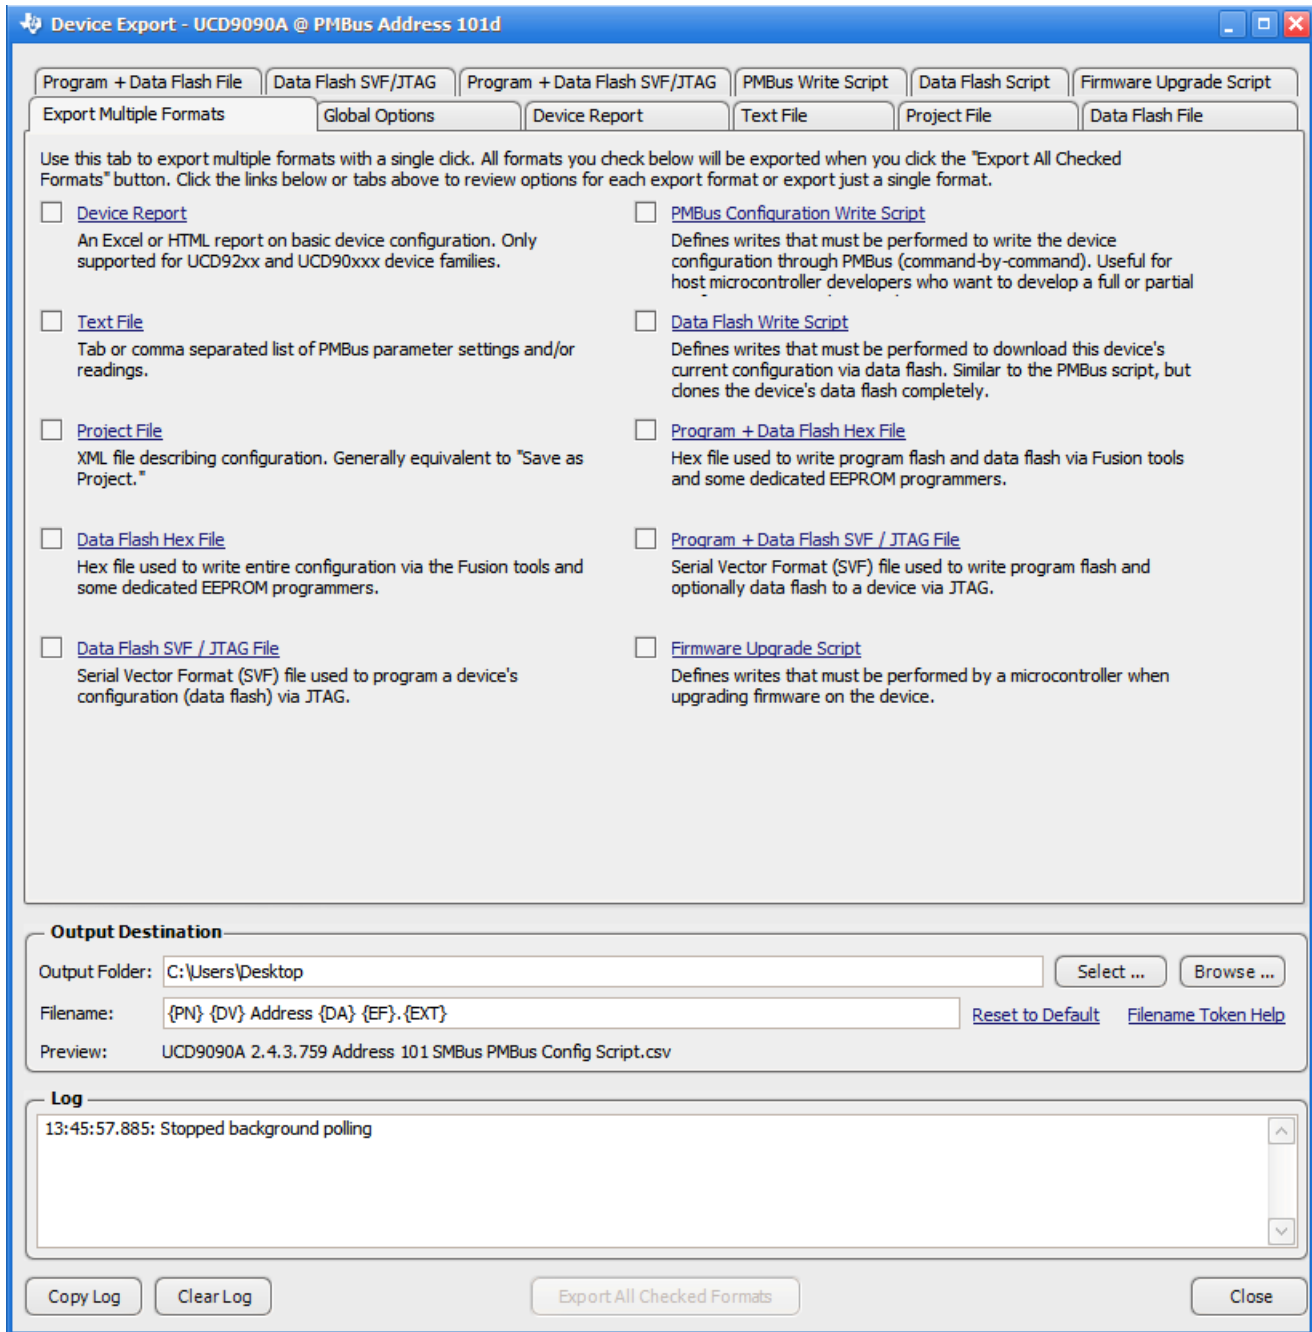 Device Export - UCD9090A @ PMBus Address 101d
Program + Data Flash File
Data Flash SVF/JTAG
Program + Data Flash SVF/JTAG
PMBus Write Script
Data Flash Script
Firmware Upgrade Script
Export Multiple Formats
Global Options
Device Report
Text File
Project File
Data Flash File
Use this tab to export multiple formats with a single click. All formats you check below will be exported when you click the "Export All Checked
Formats" button. Click the links below or tabs above to review options for each export format or export just a single format.
Device Report
An Excel or HTML report on basic device configuration. Only
supported for UCD92xx and UCD90xxx device families.
PMBus Configuration Write Script
Defines writes that must be performed to write the device
configuration through PMBus (command-by-command). Useful for
host microcontroller developers who want to develop a full or partial
Text File
Tab or comma separated list of PMBus parameter settings and/or
readings.
Data Flash Write Script
Defines writes that must be performed to download this device's
current configuration via data flash. Similar to the PMBus script, but
clones the device's data flash completely.
Project File
XML file describing configuration. Generally equivalent to "Save as
Project."
Program + Data Flash Hex File
Hex file used to write program flash and data flash via Fusion tools
and some dedicated EEPROM programmers.
Data Flash Hex File
Hex file used to write entire configuration via the Fusion tools and
some dedicated EEPROM programmers.
Program + Data Flash SVF / JTAG File
Serial Vector Format (SVF) file used to write program flash and
optionally data flash to a device via JTAG.
Data Flash SVF / JTAG File
Serial Vector Format (SVF) file used to program a device's
configuration (data flash) via JTAG.
Firmware Upgrade Script
Defines writes that must be performed by a microcontroller when
upgrading firmware on the device.
Output Destination
Output Folder: C:\Users\Desktop
Select ...
Browse ...
Filename: {PN} {DV} Address {DA} {EF}.{EXT}
Reset to Default
Filename Token Help
Preview: UCD9090A 2.4.3.759 Address 101 SMBus PMBus Config Script.csv
Log
13:45:57.885: Stopped background polling
Copy Log
Clear Log
Export All Checked Formats
Close